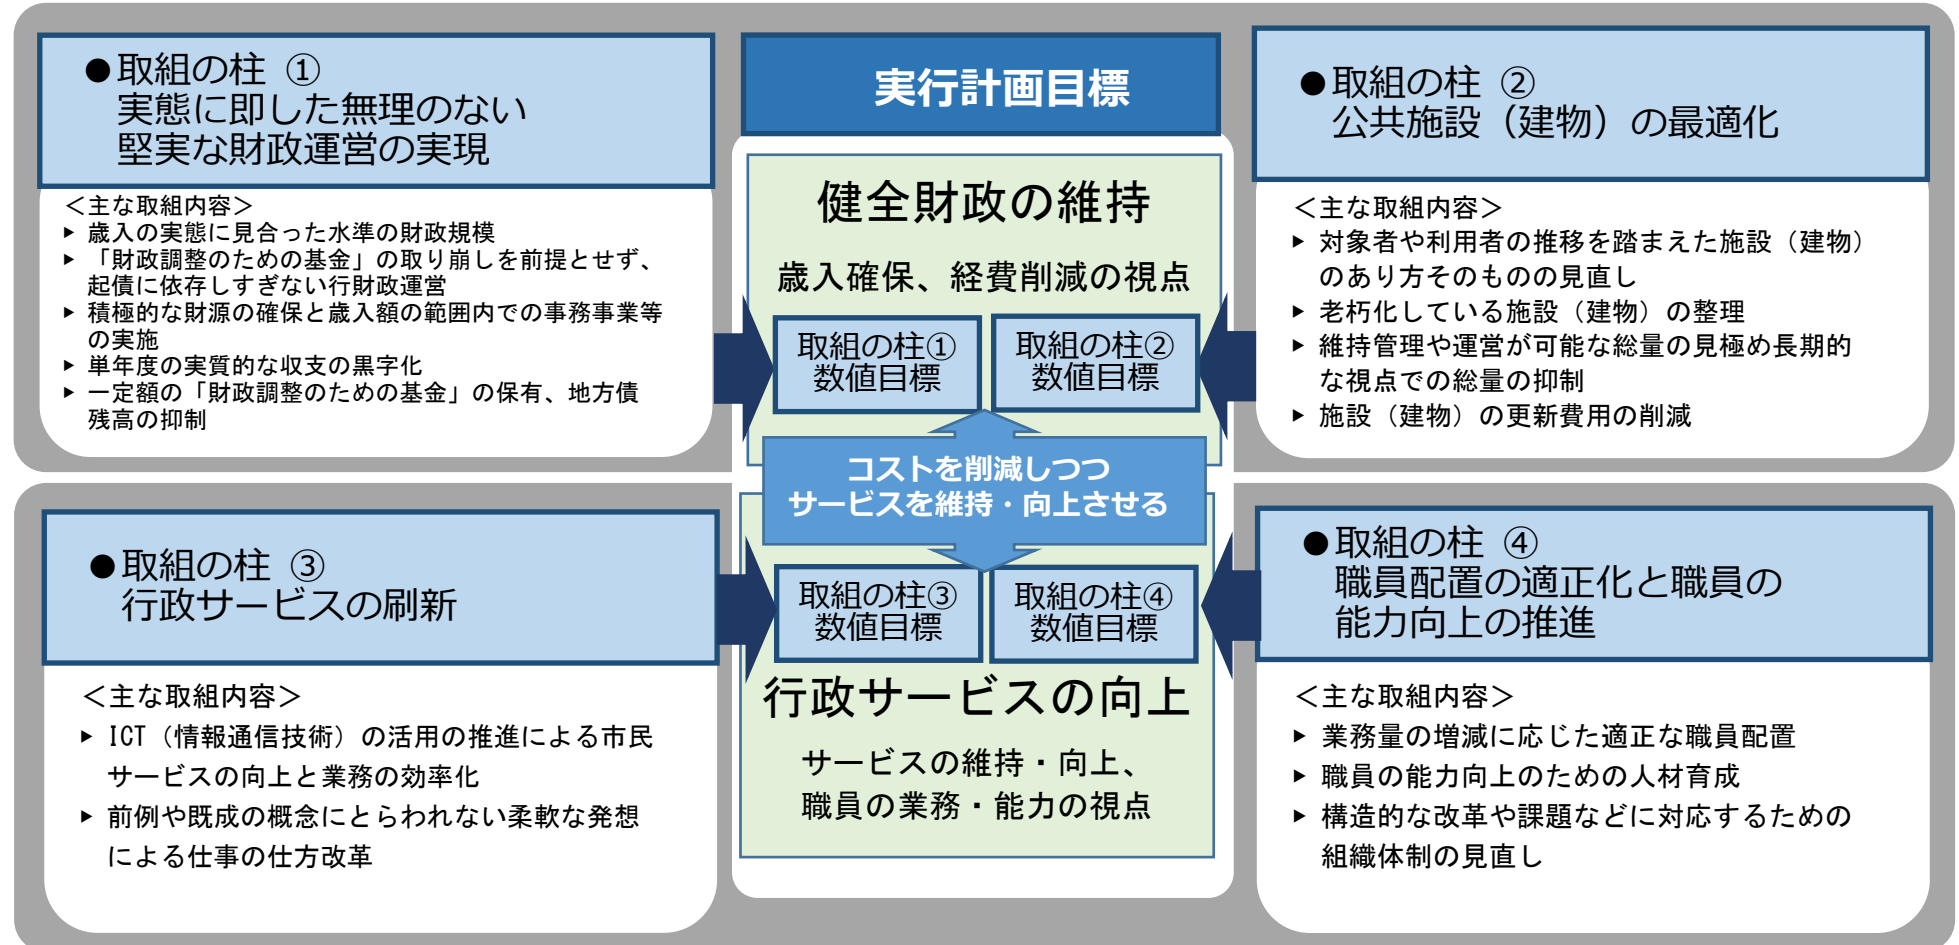 ●取組の柱 ①
実態に即した無理のない
堅実な財政運営の実現
＜主な取組内容＞
▶ 歳入の実態に見合った水準の財政規模
▶ 「財政調整のための基金」の取り崩しを前提とせず、
起債に依存しすぎない行財政運営
▶ 積極的な財源の確保と歳入額の範囲内での事務事業等
の実施
▶ 単年度の実質的な収支の黒字化
▶ 一定額の「財政調整のための基金」の保有、地方債
残高の抑制
実行計画目標
健全財政の維持
歳入確保、経費削減の視点
取組の柱①
数値目標
取組の柱②
数値目標
●取組の柱 ②
公共施設（建物）の最適化
＜主な取組内容＞
▶ 対象者や利用者の推移を踏まえた施設（建物）
のあり方そのものの見直し
▶ 老朽化している施設（建物）の整理
▶ 維持管理や運営が可能な総量の見極め長期的
な視点での総量の抑制
▶ 施設（建物）の更新費用の削減
コストを削減しつつ
サービスを維持・向上させる
●取組の柱 ③
行政サービスの刷新
＜主な取組内容＞
▶ ICT（情報通信技術）の活用の推進による市民
サービスの向上と業務の効率化
▶ 前例や既成の概念にとらわれない柔軟な発想
による仕事の仕方改革
取組の柱③
数値目標
取組の柱④
数値目標
行政サービスの向上
サービスの維持・向上、
職員の業務・能力の視点
●取組の柱 ④
職員配置の適正化と職員の
能力向上の推進
＜主な取組内容＞
▶ 業務量の増減に応じた適正な職員配置
▶ 職員の能力向上のための人材育成
▶ 構造的な改革や課題などに対応するための
組織体制の見直し